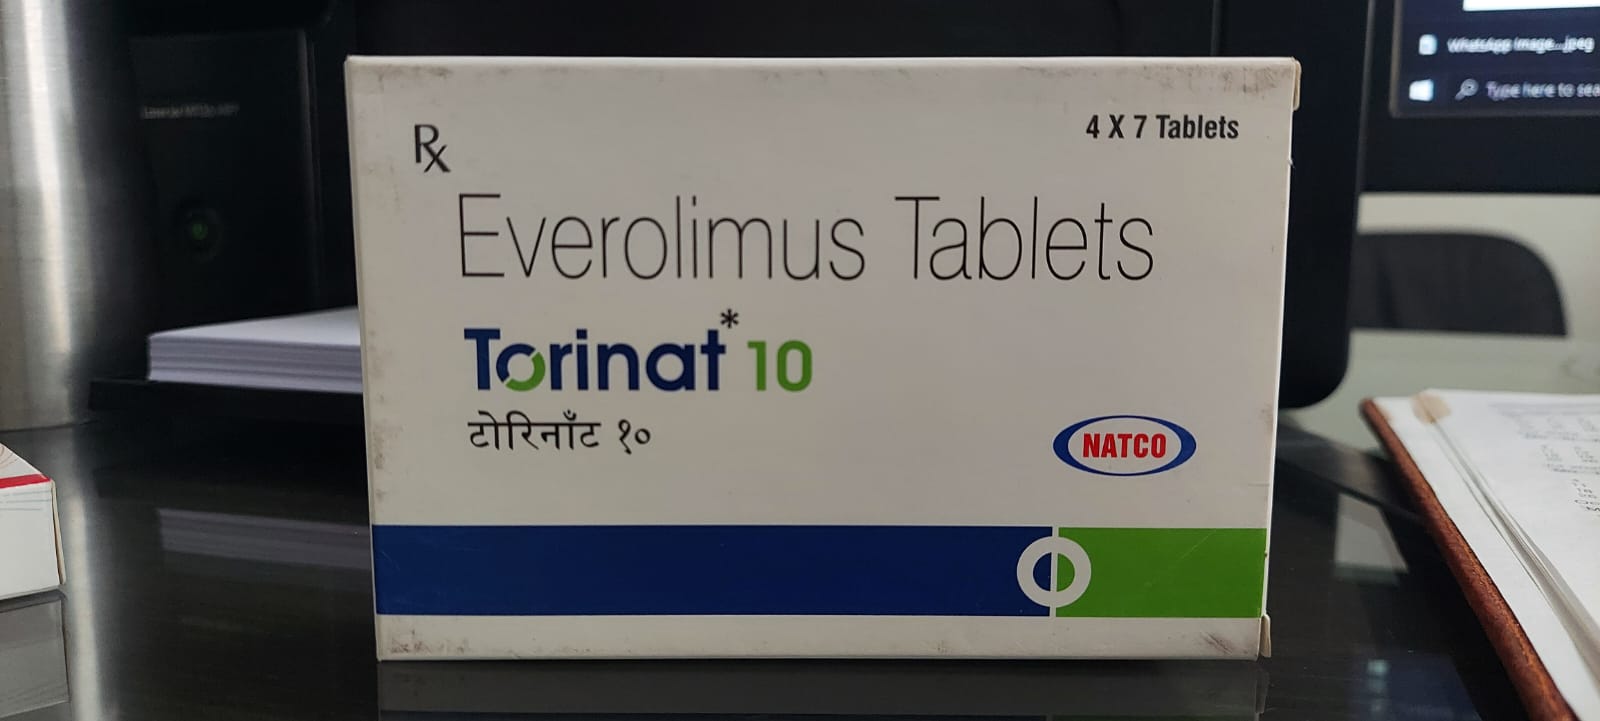 Rx
4 X 7 Tablets
Everolimus Tablets
Torinat* 10
टोरिनाँट १०
NATCO
WhatsApp Image...jpeg
Type here to sea